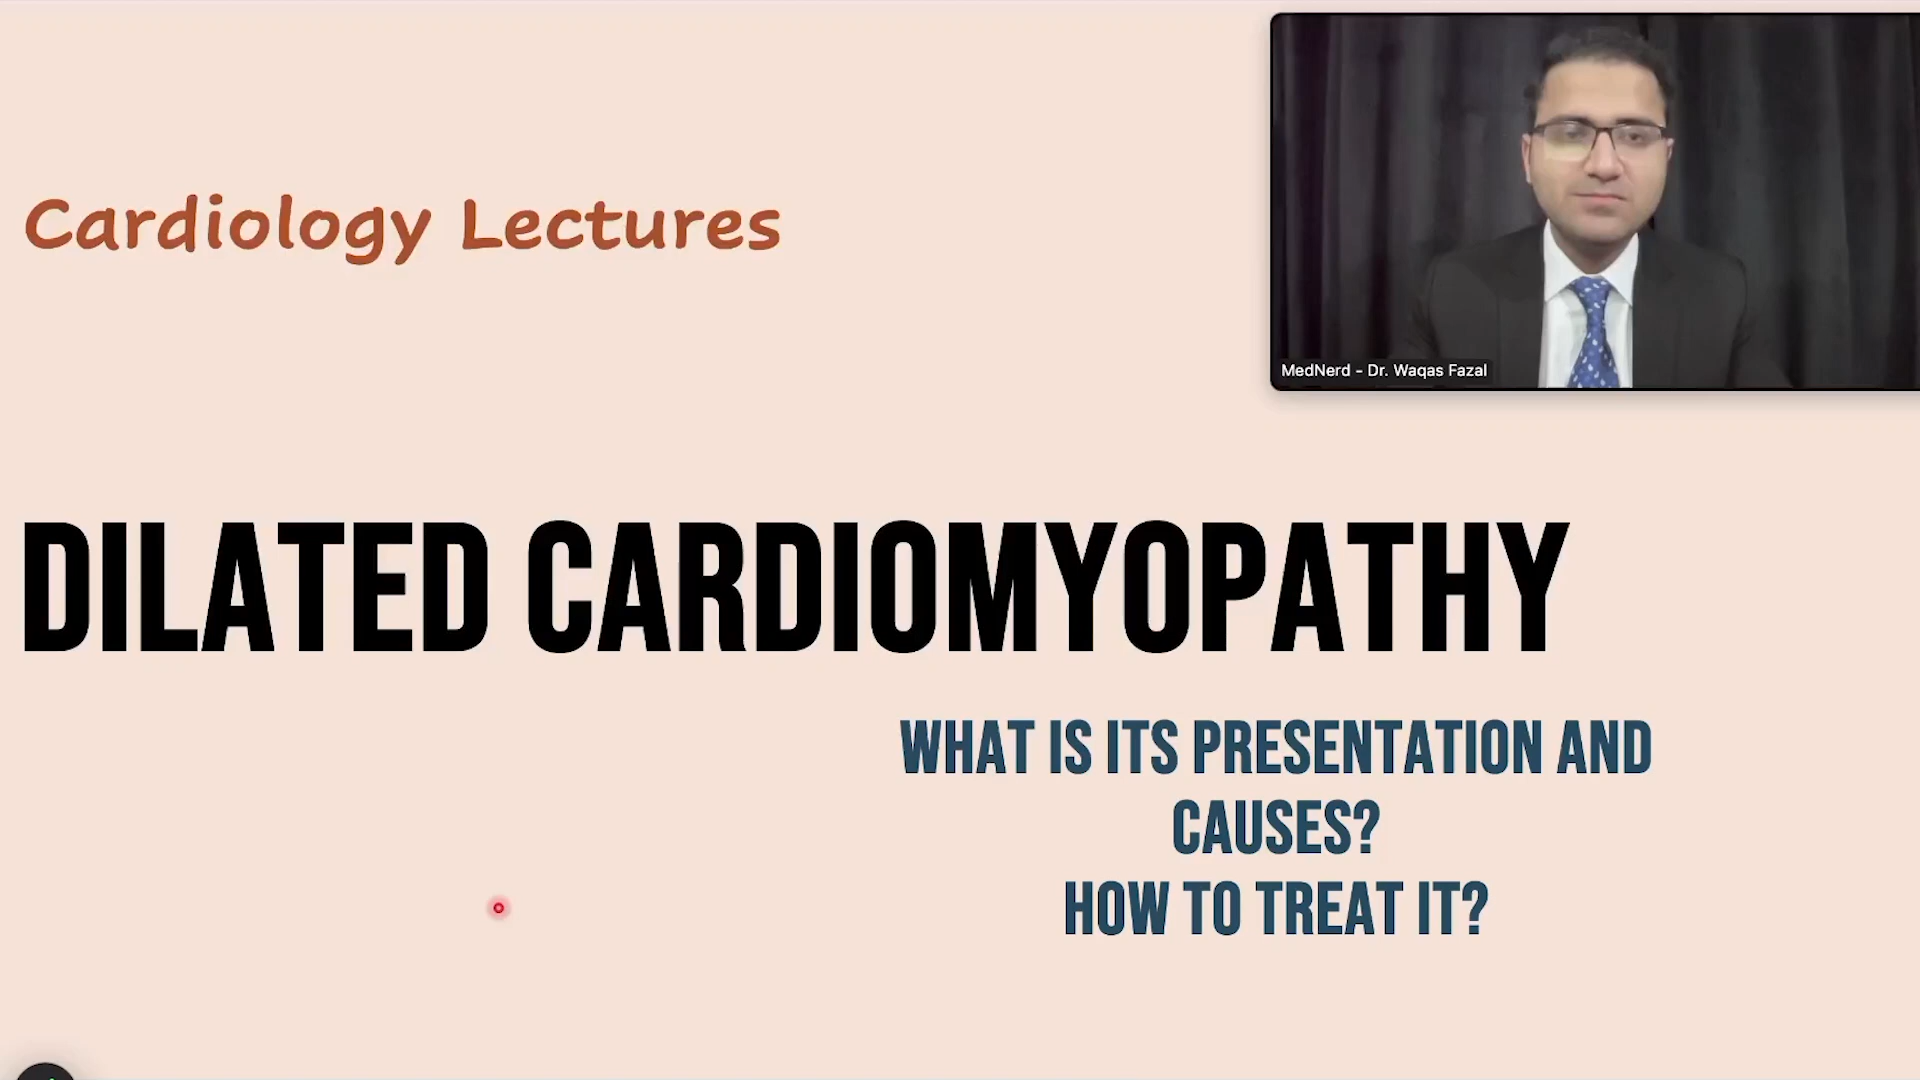 Cardiology Lectures
MedNerd - Dr. Waqas Fazal
DILATED CARDIOMYOPATHY
WHAT IS ITS PRESENTATION AND
CAUSES?
HOW TO TREAT IT?